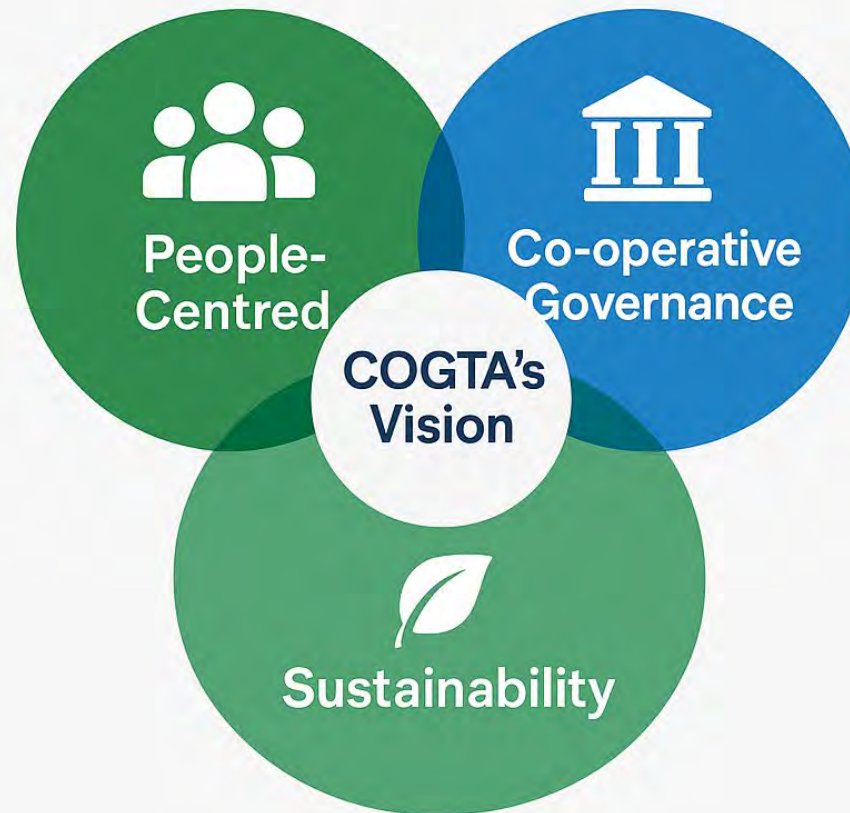 People-
Centred
Co-operative
Governance
COGTA's
Vision
Sustainability